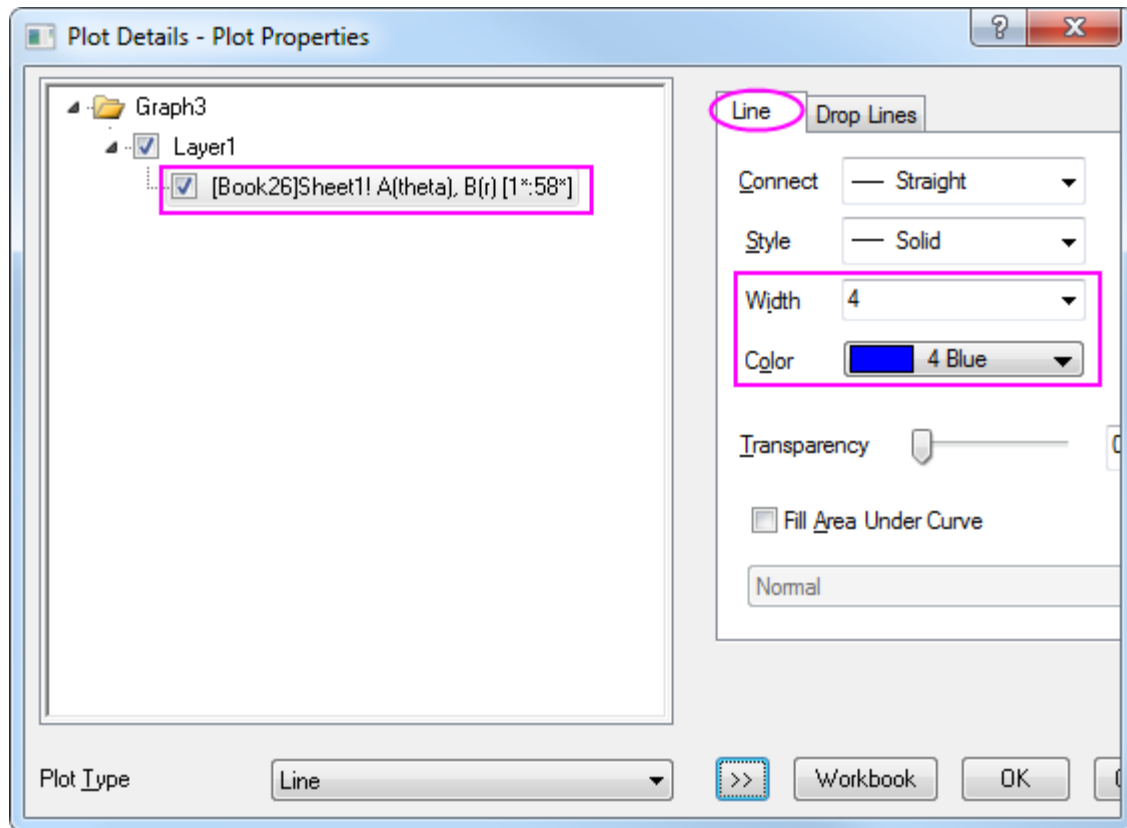 Plot Details - Plot Properties
Graph3
Layer1
[Book26]Sheet1! A(theta), B(r) [1*:58*]
Line
Drop Lines
Connect
Straight
Style
Solid
Width
4
Color
4 Blue
Transparency
Fill Area Under Curve
Normal
Plot Type
Line
>>
Workbook
OK